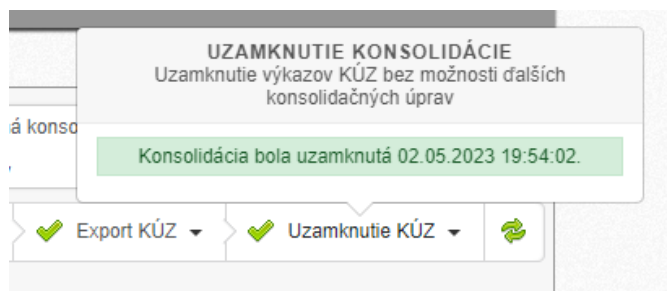 UZAMKNUTIE KONSOLIDÁCIE
Uzamknutie výkazov KÚZ bez možnosti ďalších
konsolidačných úprav
á konso
Konsolidácia bola uzamknutá 02.05.2023 19:54:02.
Export KÚZ
Uzamknutie KÚZ